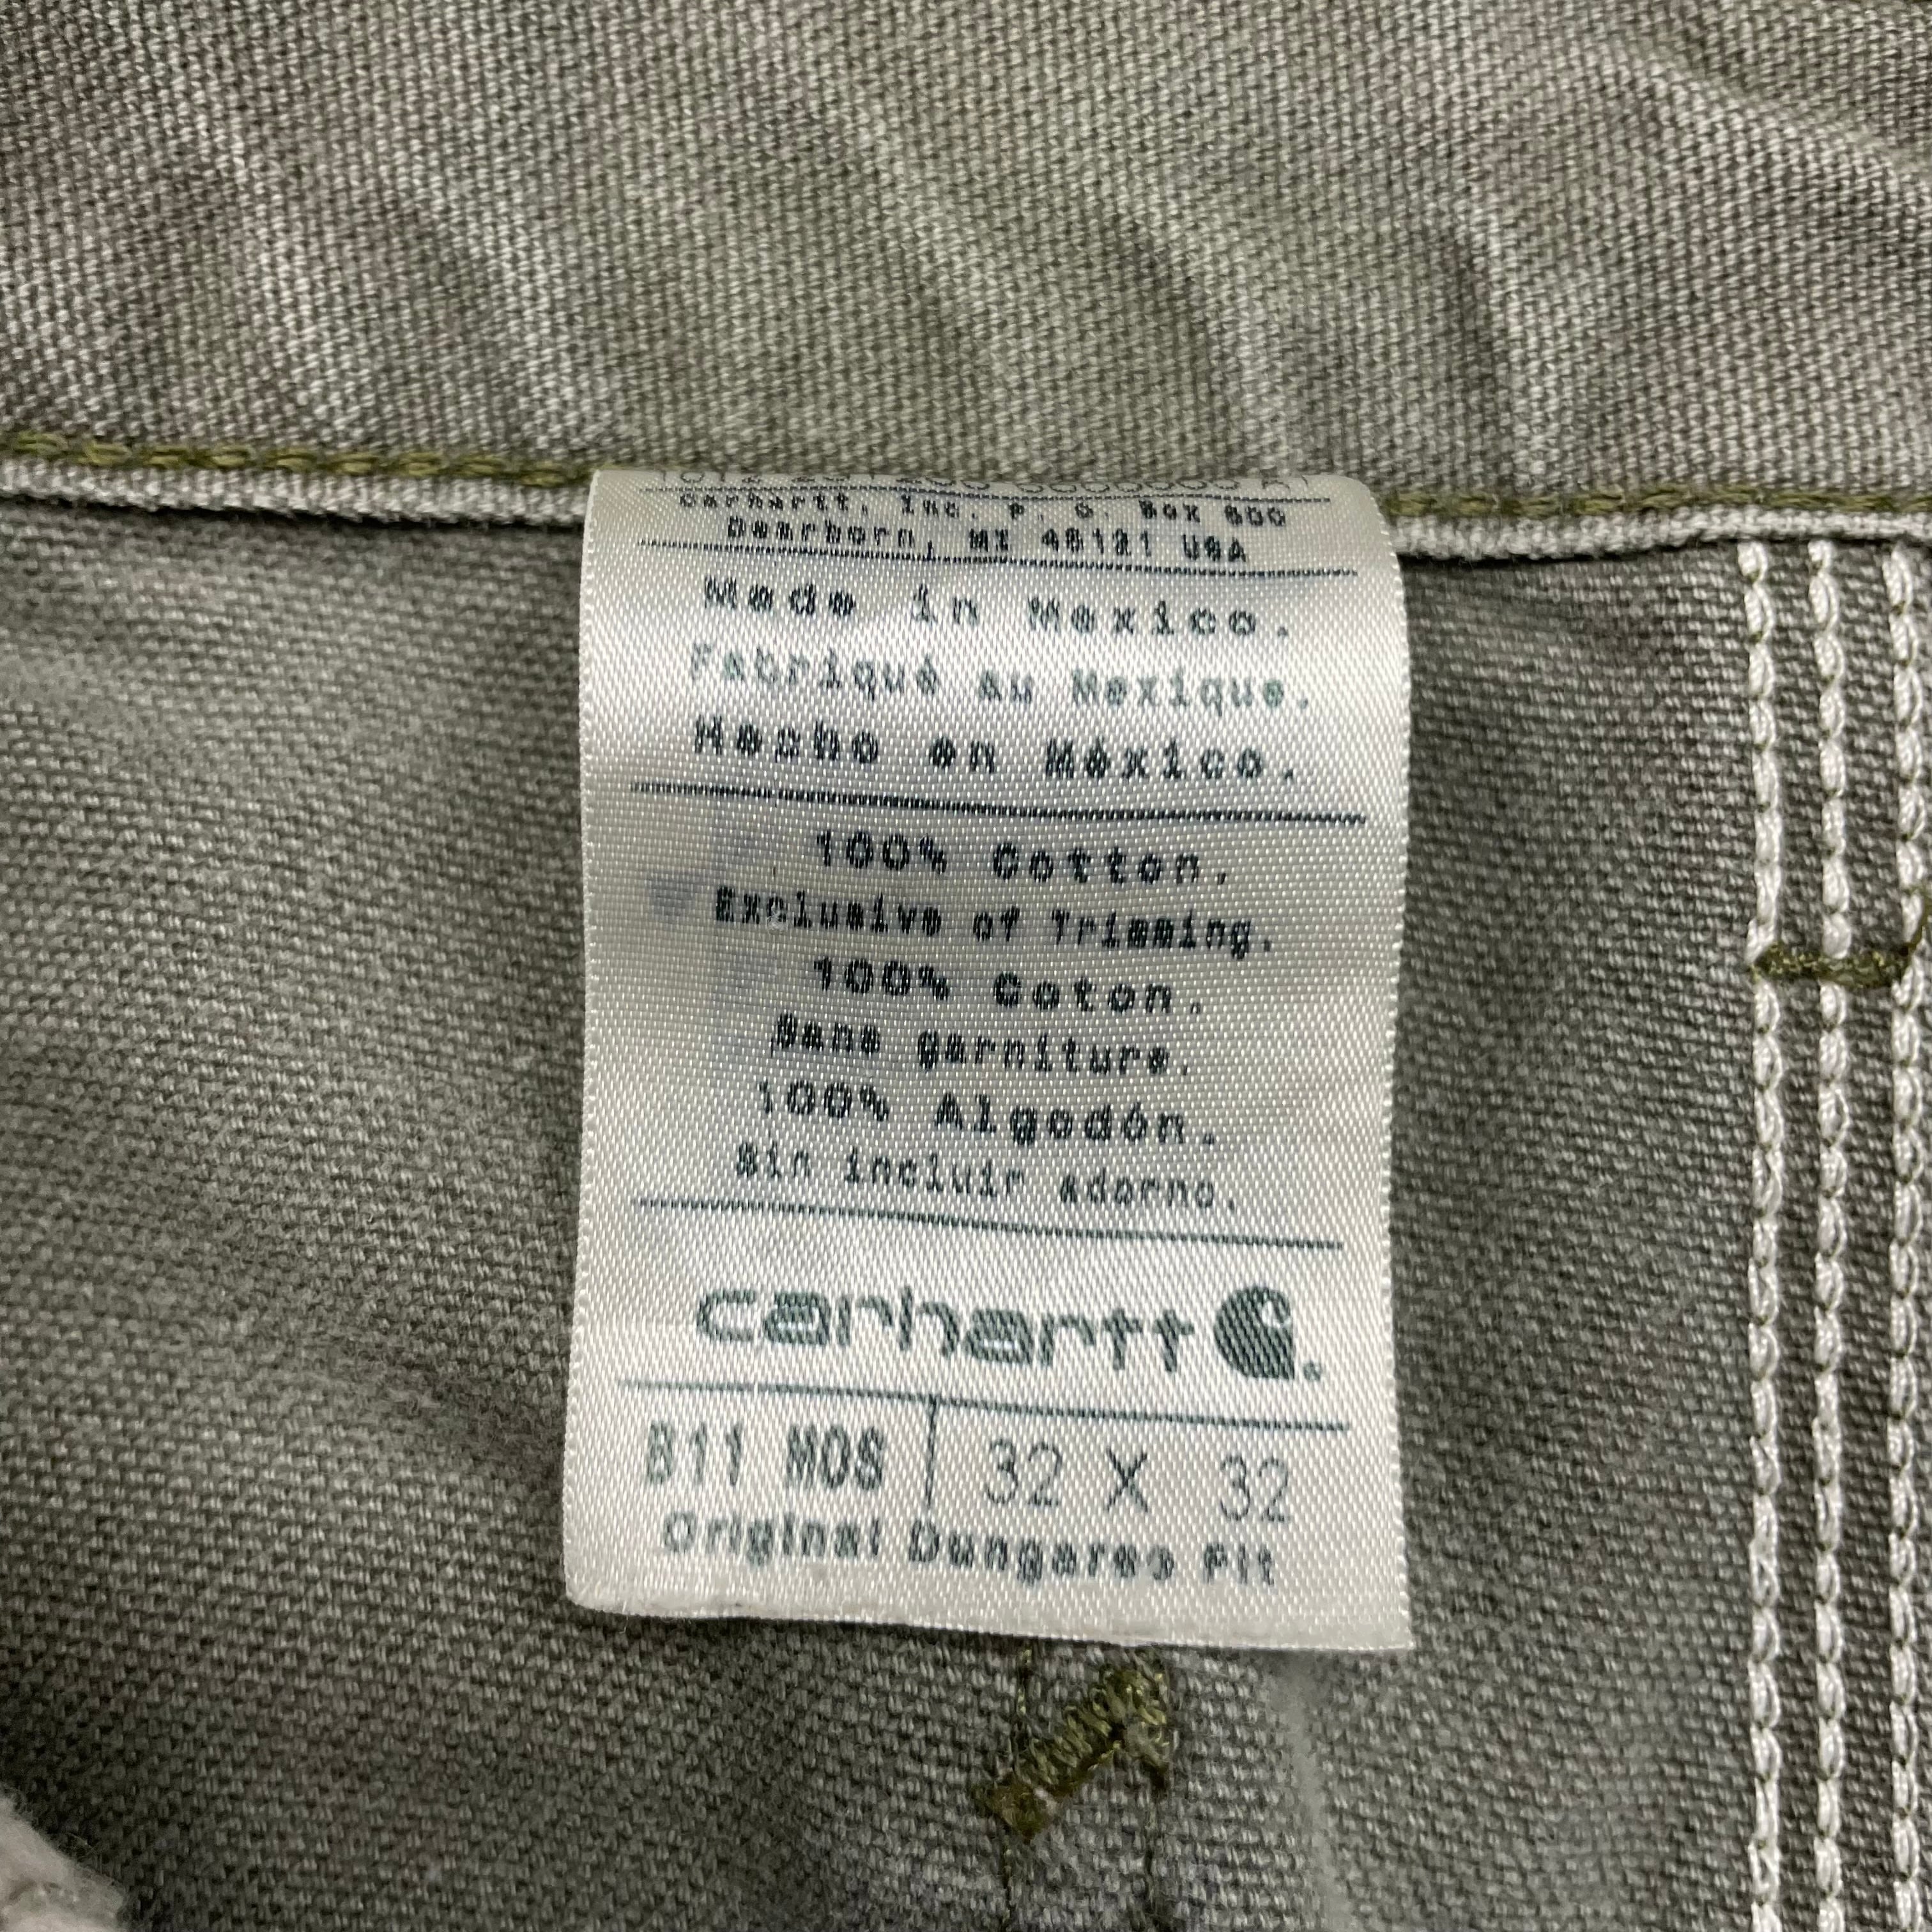 Carhartt, Inc. P. O. Box 600
Dearborn, MI 48121 USA
Made in Mexico.
Fabriqué au Mexique.
Hecho en México.
100% Cotton.
Exclusive of Trimming.
100% Coton.
Sans garniture.
100% Algodón.
Sin incluir adorno.
carhartt
B11 MOS 32 X 32
Original Dungaree Fit